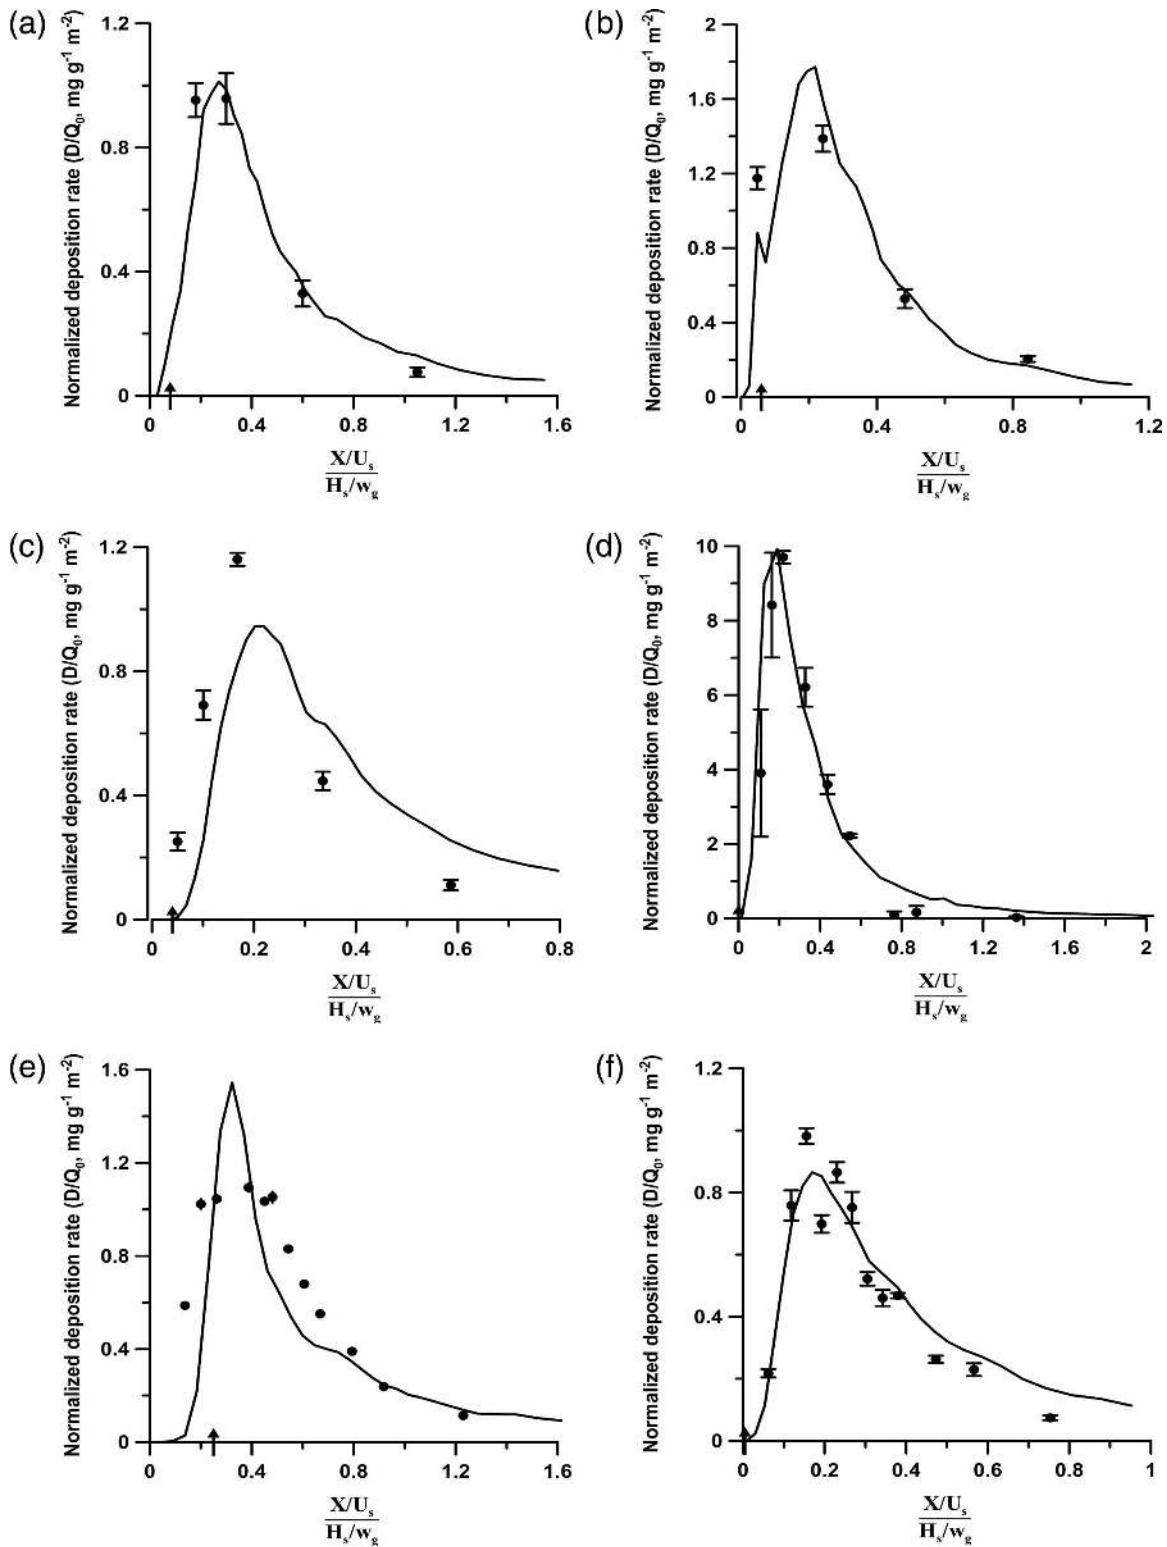 (a)
Normalized deposition rate (D/Q₀, mg g⁻¹ m⁻²)
1.2
0.8
0.4
0
0 0.4 0.8 1.2 1.6
X/Uₛ
Hₛ/w_g
(b)
Normalized deposition rate (D/Q₀, mg g⁻¹ m⁻²)
2
1.6
1.2
0.8
0.4
0
0 0.4 0.8 1.2
X/Uₛ
Hₛ/w_g
(c)
Normalized deposition rate (D/Q₀, mg g⁻¹ m⁻²)
1.2
0.8
0.4
0
0 0.2 0.4 0.6 0.8
X/Uₛ
Hₛ/w_g
(d)
Normalized deposition rate (D/Q₀, mg g⁻¹ m⁻²)
10
8
6
4
2
0
0 0.4 0.8 1.2 1.6 2
X/Uₛ
Hₛ/w_g
(e)
Normalized deposition rate (D/Q₀, mg g⁻¹ m⁻²)
1.6
1.2
0.8
0.4
0
0 0.4 0.8 1.2 1.6
X/Uₛ
Hₛ/w_g
(f)
Normalized deposition rate (D/Q₀, mg g⁻¹ m⁻²)
1.2
0.8
0.4
0
0 0.2 0.4 0.6 0.8 1
X/Uₛ
Hₛ/w_g